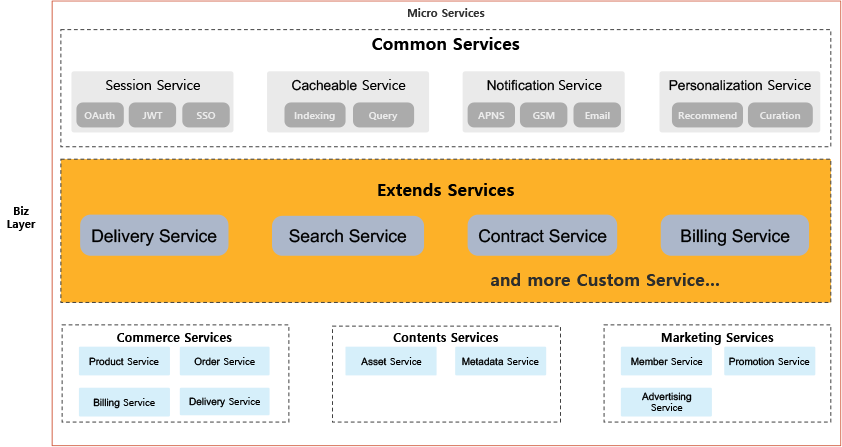 Micro Services
Common Services
Session Service
OAuth JWT SSO
Cacheable Service
Indexing Query
Notification Service
APNS GSM Email
Personalization Service
Recommend Curation
Biz
Layer
Extends Services
Delivery Service
Search Service
Contract Service
Billing Service
and more Custom Service...
Commerce Services
Product Service
Order Service
Billing Service
Delivery Service
Contents Services
Asset Service
Metadata Service
Marketing Services
Member Service
Promotion Service
Advertising
Service